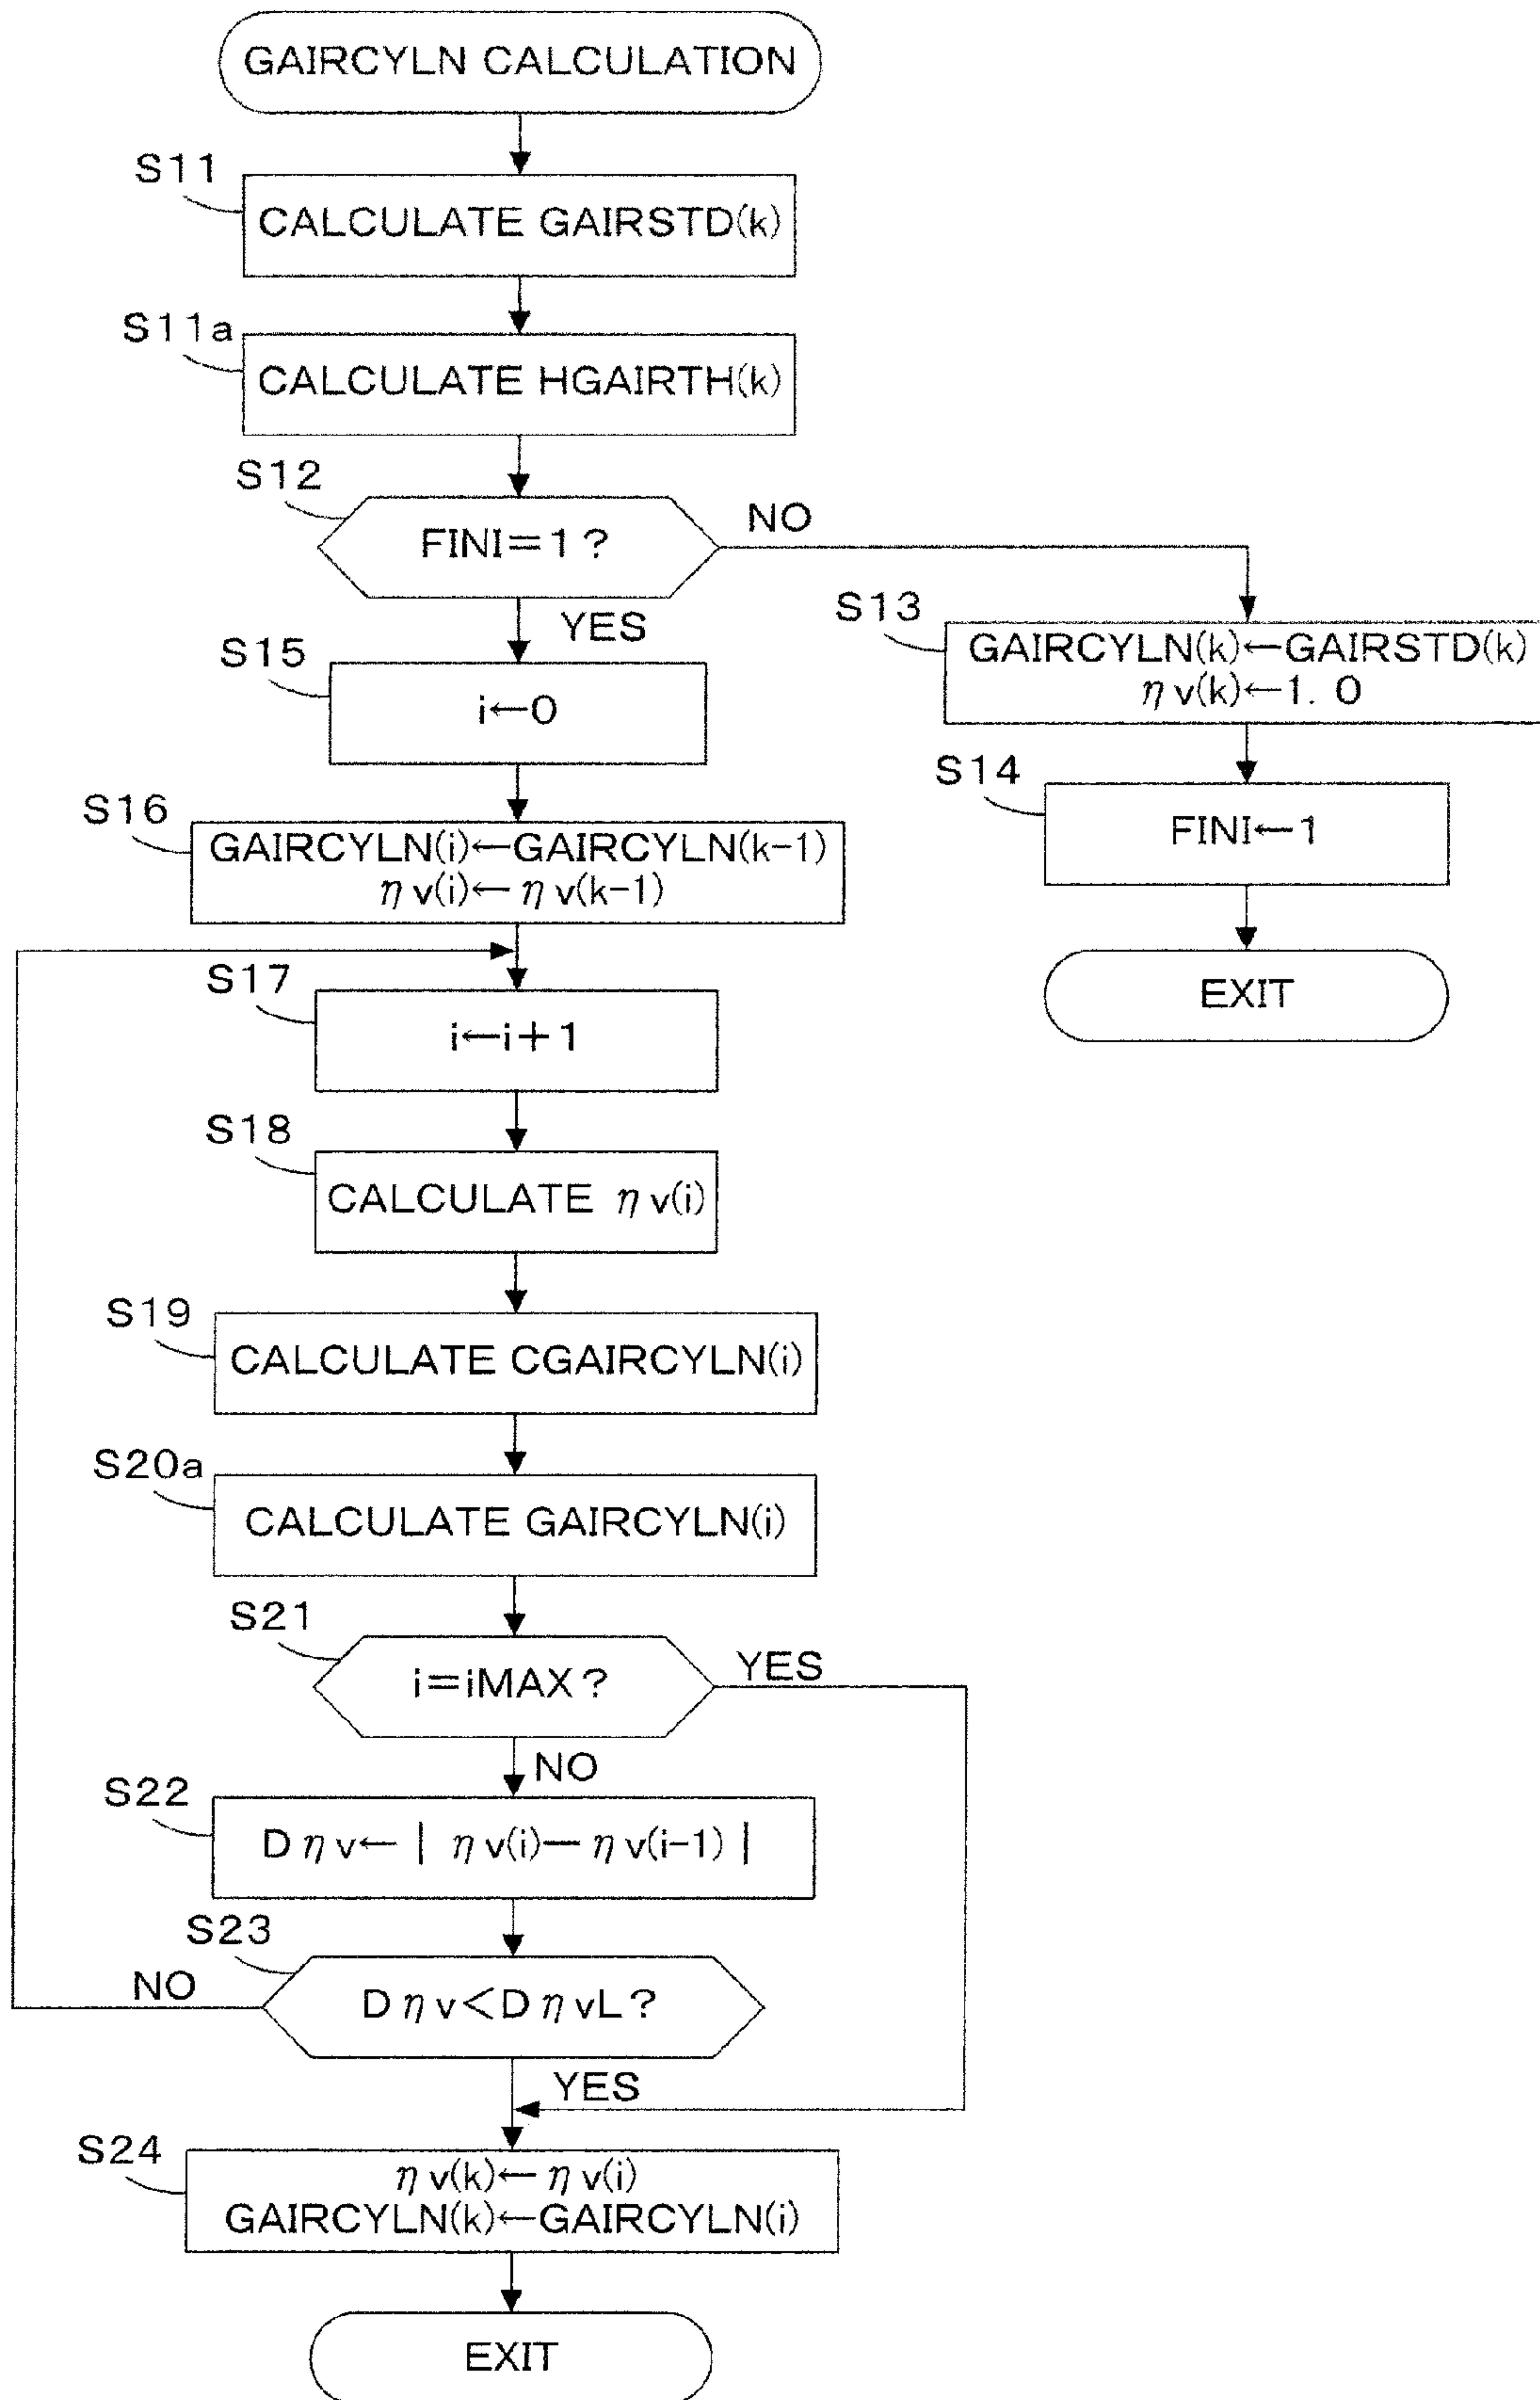 GAIRCYLN CALCULATION
S11
CALCULATE GAIRSTD(k)
S11a
CALCULATE HGAIRTH(k)
S12
FINI=1?
NO
YES
S13
GAIRCYLN(k)←GAIRSTD(k)
ηv(k)←1.0
S14
FINI←1
EXIT
S15
i←0
S16
GAIRCYLN(i)←GAIRCYLN(k-1)
ηv(i)←ηv(k-1)
S17
i←i+1
S18
CALCULATE ηv(i)
S19
CALCULATE CGAIRCYLN(i)
S20a
CALCULATE GAIRCYLN(i)
S21
i=iMAX?
YES
NO
S22
Dηv←|ηv(i)−ηv(i-1)|
S23
NO
Dηv<DηvL?
YES
S24
ηv(k)←ηv(i)
GAIRCYLN(k)←GAIRCYLN(i)
EXIT